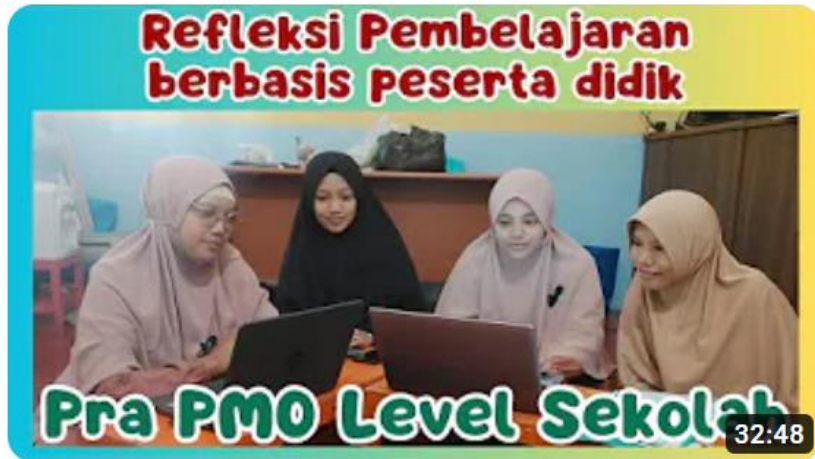 Refleksi Pembelajaran
berbasis peserta didik
Pra PMO Level Sekolah
32:48